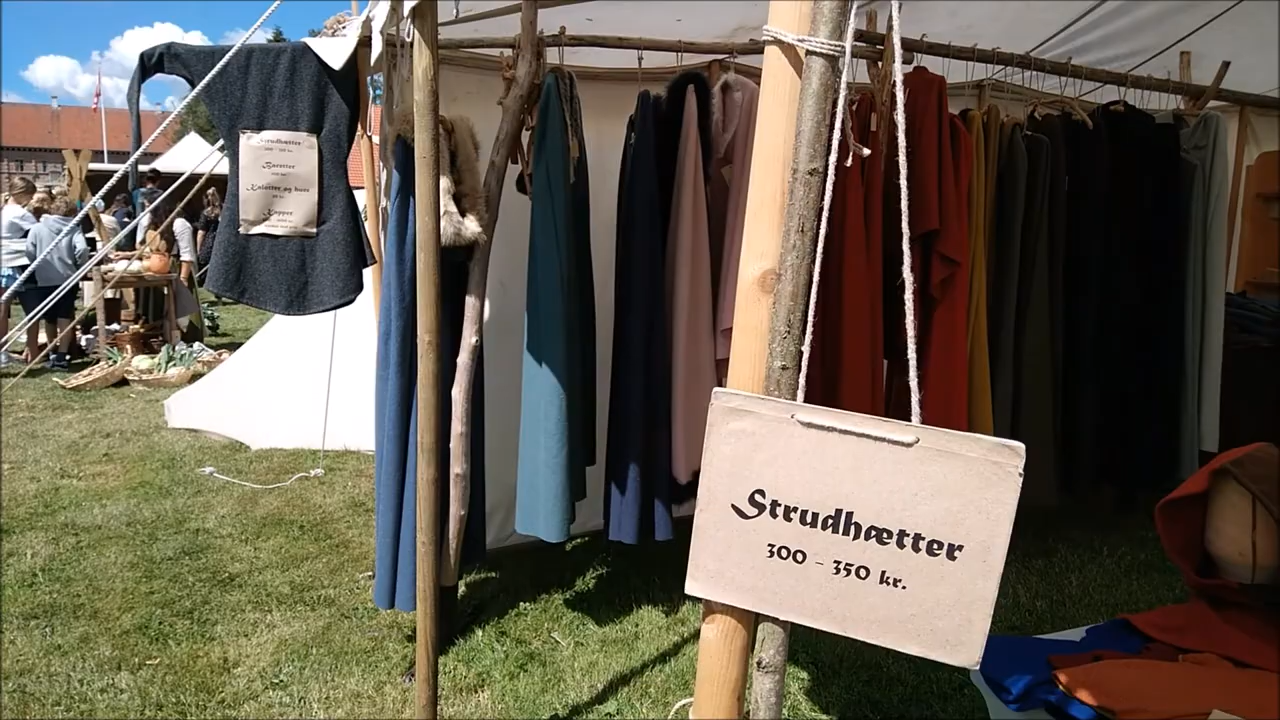 Strudhætter
Baretter
Kalotter og huer
Kapper
Strudhætter
300 - 350 kr.